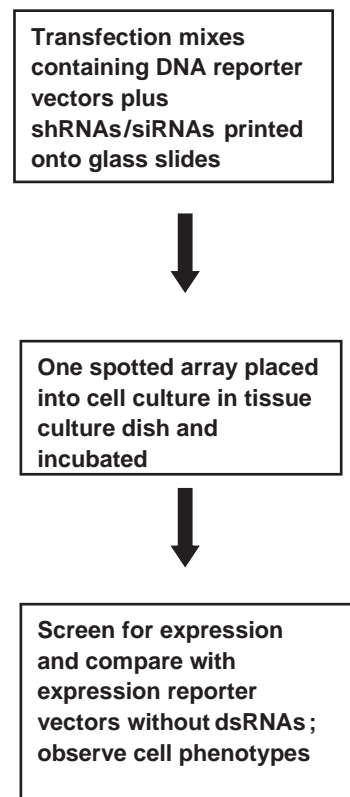 Transfection mixes
containing DNA reporter
vectors plus
shRNAs/siRNAs printed
onto glass slides
One spotted array placed
into cell culture in tissue
culture dish and
incubated
Screen for expression
and compare with
expression reporter
vectors without dsRNAs;
observe cell phenotypes